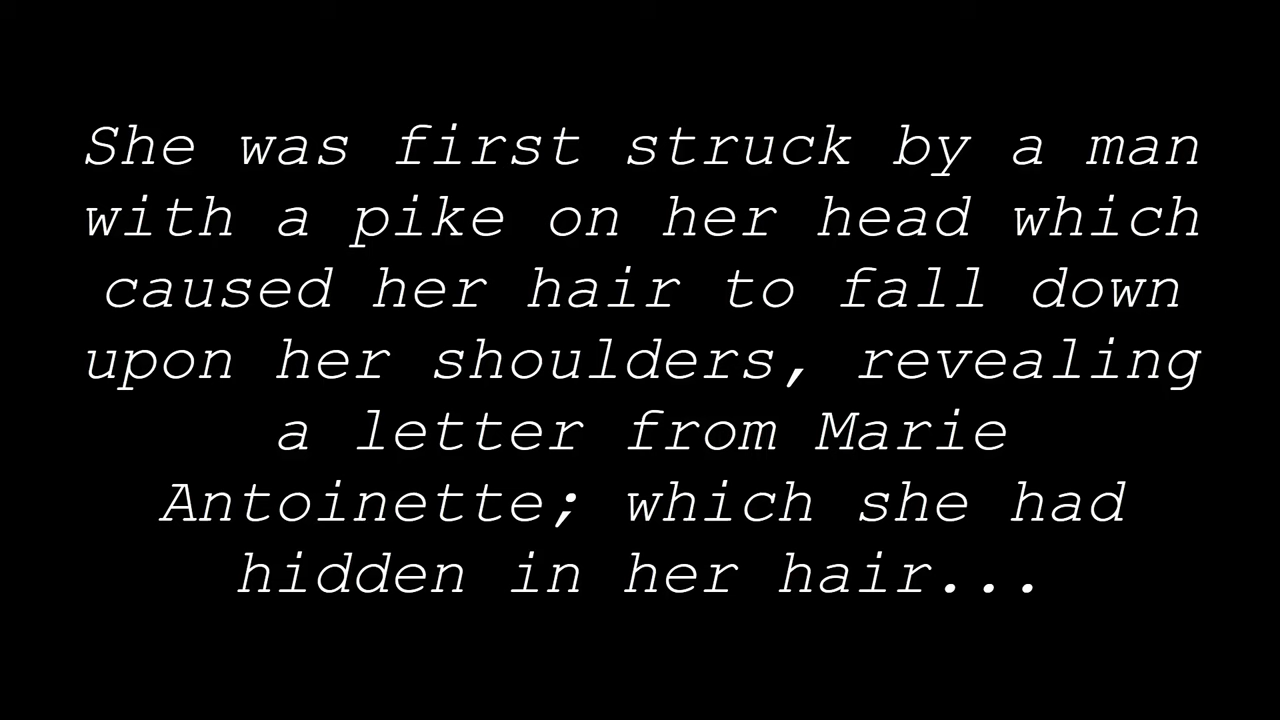 She was first struck by a man
with a pike on her head which
caused her hair to fall down
upon her shoulders, revealing
a letter from Marie
Antoinette; which she had
hidden in her hair...